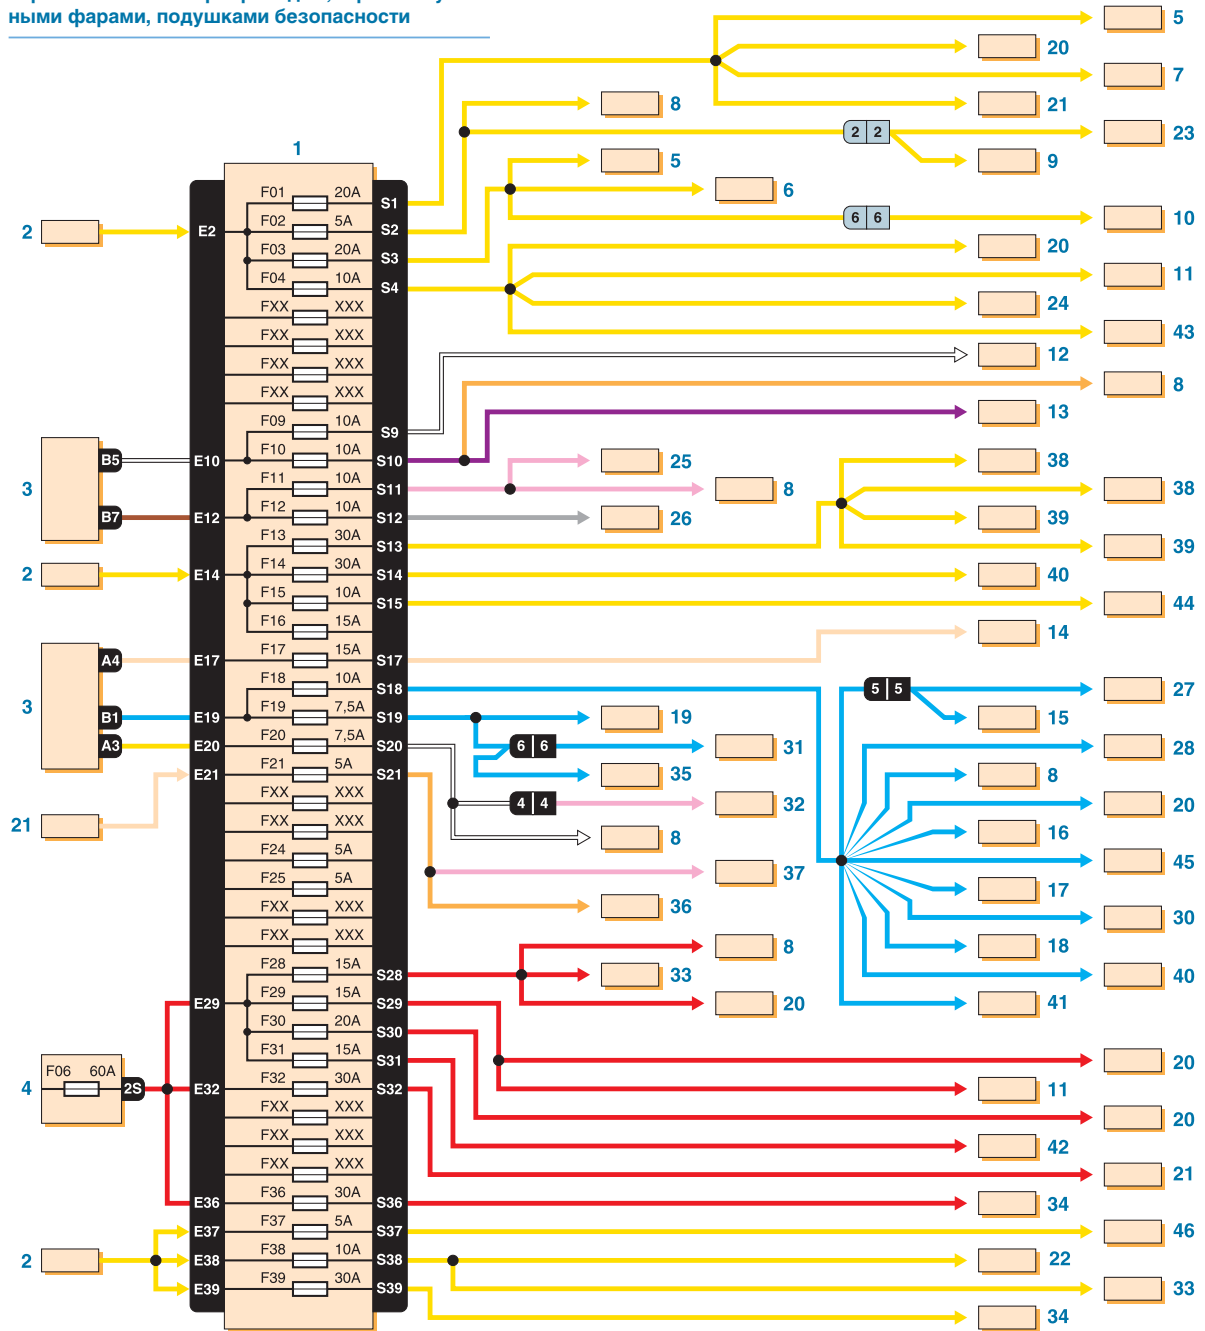 ными фарами, подушками безопасности
5
20
7
8
21
2 2
23
1
5
9
F01 20A S1
6
6 6
10
2
E2
F02 5A S2
F03 20A S3
20
F04 10A S4
11
FXX XXX
24
FXX XXX
43
12
FXX XXX
8
FXX XXX
13
F09 10A S9
3
B5
E10
F10 10A S10
25
38
F11 10A S11
8
38
B7
E12
F12 10A S12
26
39
F13 30A S13
39
2
E14
F14 30A S14
40
F15 10A S15
44
F16 15A
14
3
A4
E17
F17 15A S17
F18 10A S18
5 5
27
B1
E19
F19 7,5A S19
19
15
A3
E20
F20 7,5A S20
6 6
31
28
E21
F21 5A S21
35
8
FXX XXX
4 4
32
20
21
FXX XXX
8
16
F24 5A
37
45
F25 5A
36
17
FXX XXX
30
FXX XXX
8
18
F28 15A S28
33
40
E29
F29 15A S29
20
41
F30 20A S30
F31 15A S31
20
4
F06 60A
2S
E32
F32 30A S32
11
FXX XXX
20
FXX XXX
42
FXX XXX
21
E36
F36 30A S36
34
E37
F37 5A S37
46
2
E38
F38 10A S38
22
E39
F39 30A S39
33
34